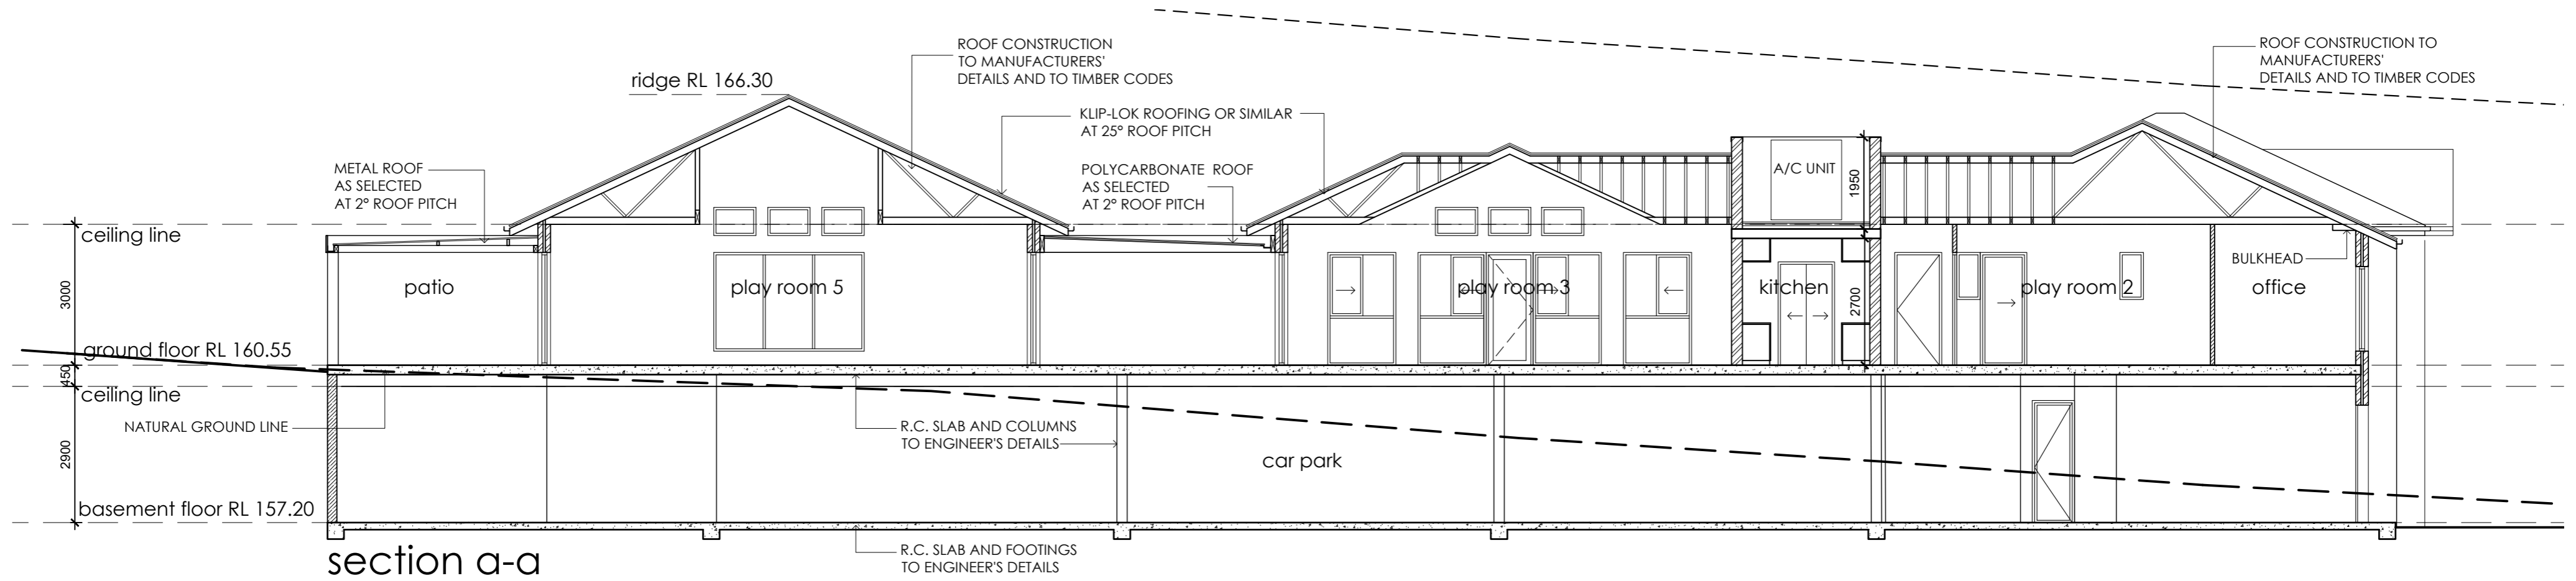 ROOF CONSTRUCTION
TO MANUFACTURERS'
DETAILS AND TO TIMBER CODES
ROOF CONSTRUCTION TO
MANUFACTURERS'
DETAILS AND TO TIMBER CODES
ridge RL 166.30
KLIP-LOK ROOFING OR SIMILAR
AT 25° ROOF PITCH
METAL ROOF
AS SELECTED
AT 2° ROOF PITCH
POLYCARBONATE ROOF
AS SELECTED
AT 2° ROOF PITCH
A/C UNIT
1950
ceiling line
BULKHEAD
3000
patio
play room 5
play room 3
kitchen
2700
play room 2
office
ground floor RL 160.55
450
ceiling line
NATURAL GROUND LINE
R.C. SLAB AND COLUMNS
TO ENGINEER'S DETAILS
2900
car park
basement floor RL 157.20
section a-a
R.C. SLAB AND FOOTINGS
TO ENGINEER'S DETAILS